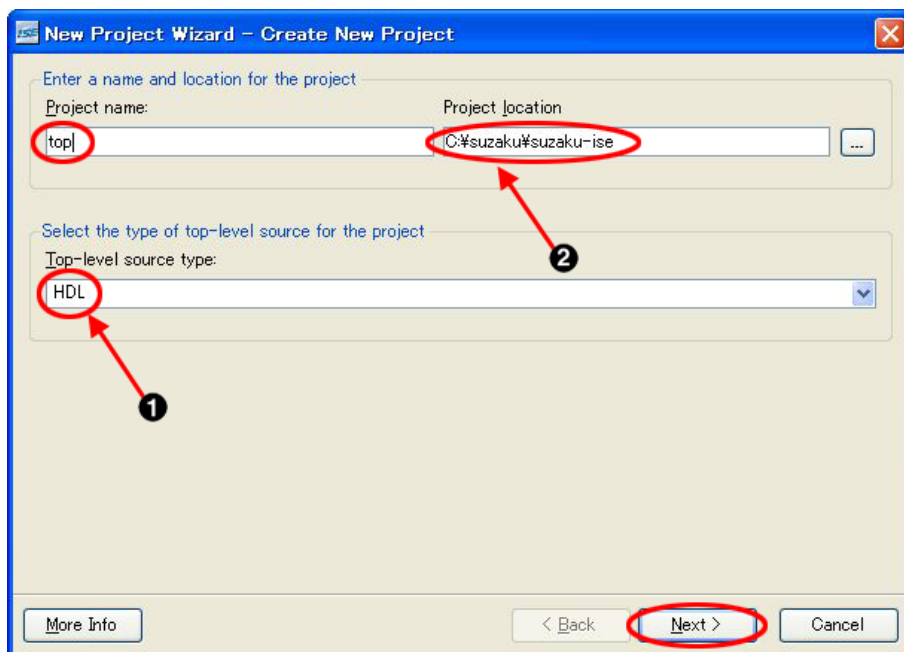 ISE New Project Wizard - Create New Project
Enter a name and location for the project
Project name:
Project location
top
C:¥suzaku¥suzaku-ise
...
❷
Select the type of top-level source for the project
Top-level source type:
HDL
❶
More Info
< Back
Next >
Cancel